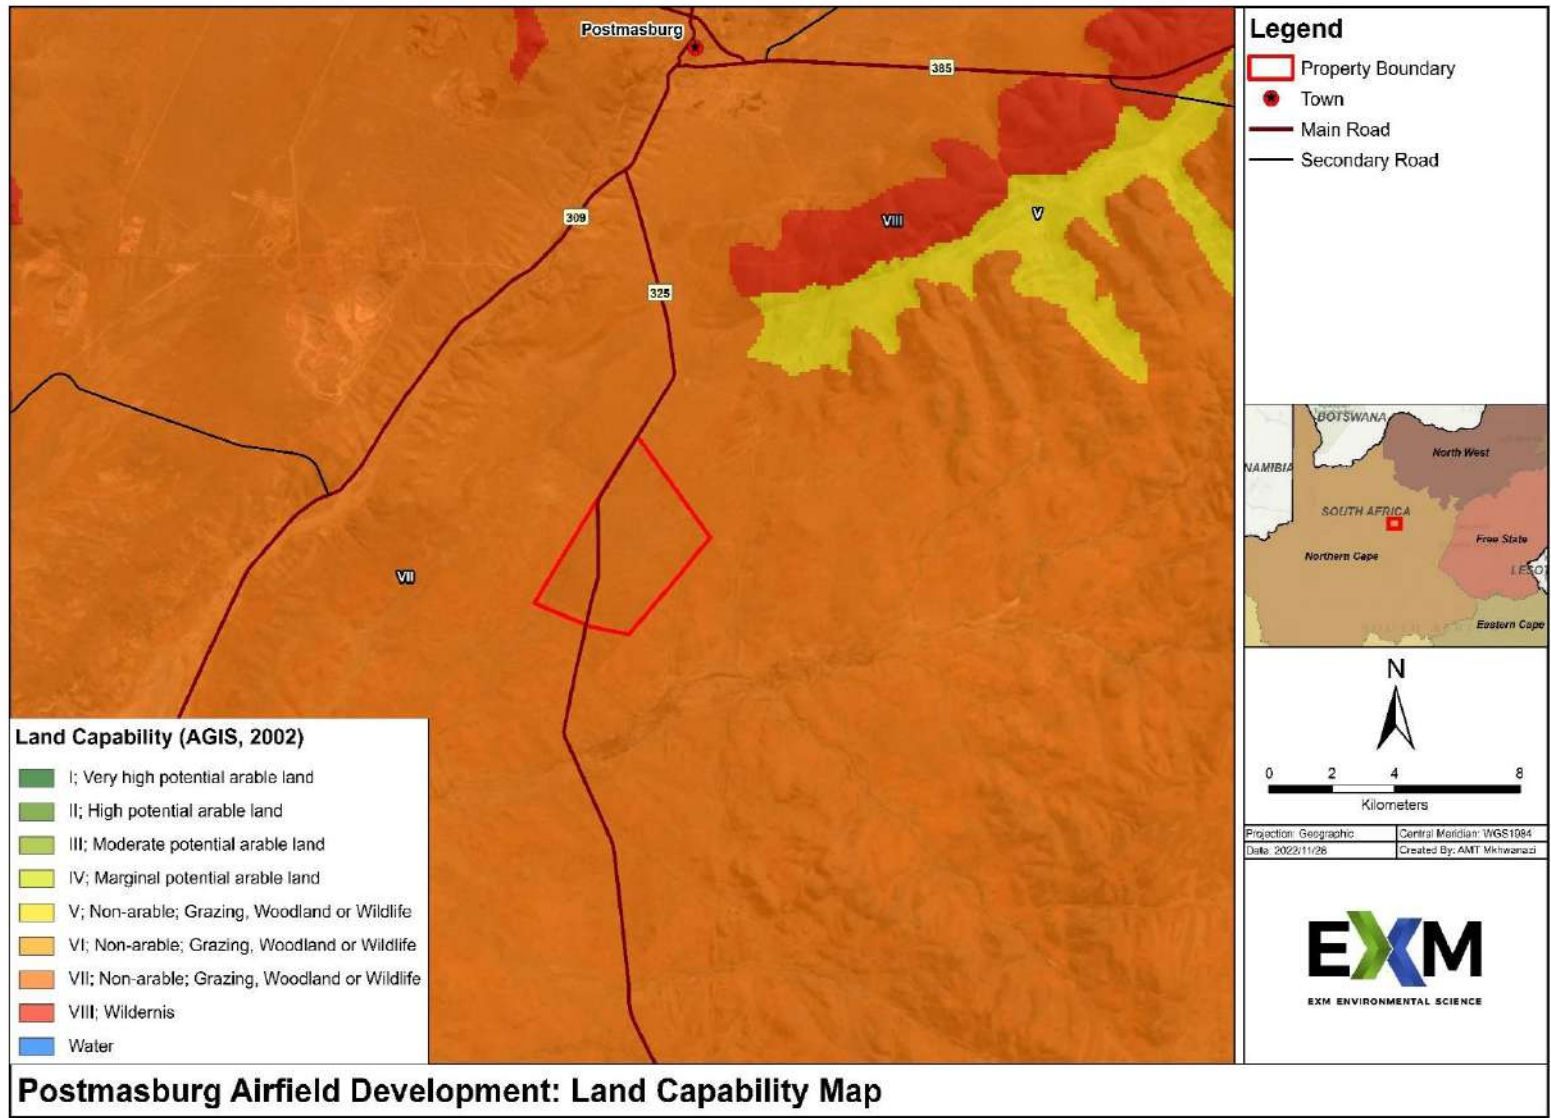 Postmasburg
385
309
325
VIII
V
VII
Land Capability (AGIS, 2002)
I; Very high potential arable land
II; High potential arable land
III; Moderate potential arable land
IV; Marginal potential arable land
V; Non-arable; Grazing, Woodland or Wildlife
VI; Non-arable; Grazing, Woodland or Wildlife
VII; Non-arable; Grazing, Woodland or Wildlife
VIII; Wildernis
Water
Legend
Property Boundary
Town
Main Road
Secondary Road
BOTSWANA
NAMIBIA
North West
SOUTH AFRICA
Northern Cape
Free State
LESOT
Eastern Cape
SOUTH AFRICA
N
0 2 4 8
Kilometers
Projection: Geographic
Central Meridian: WGS1984
Data: 2022/11/28
Created By: AMT Mkhwanazi
EXM
EXM ENVIRONMENTAL SCIENCE
Postmasburg Airfield Development: Land Capability Map